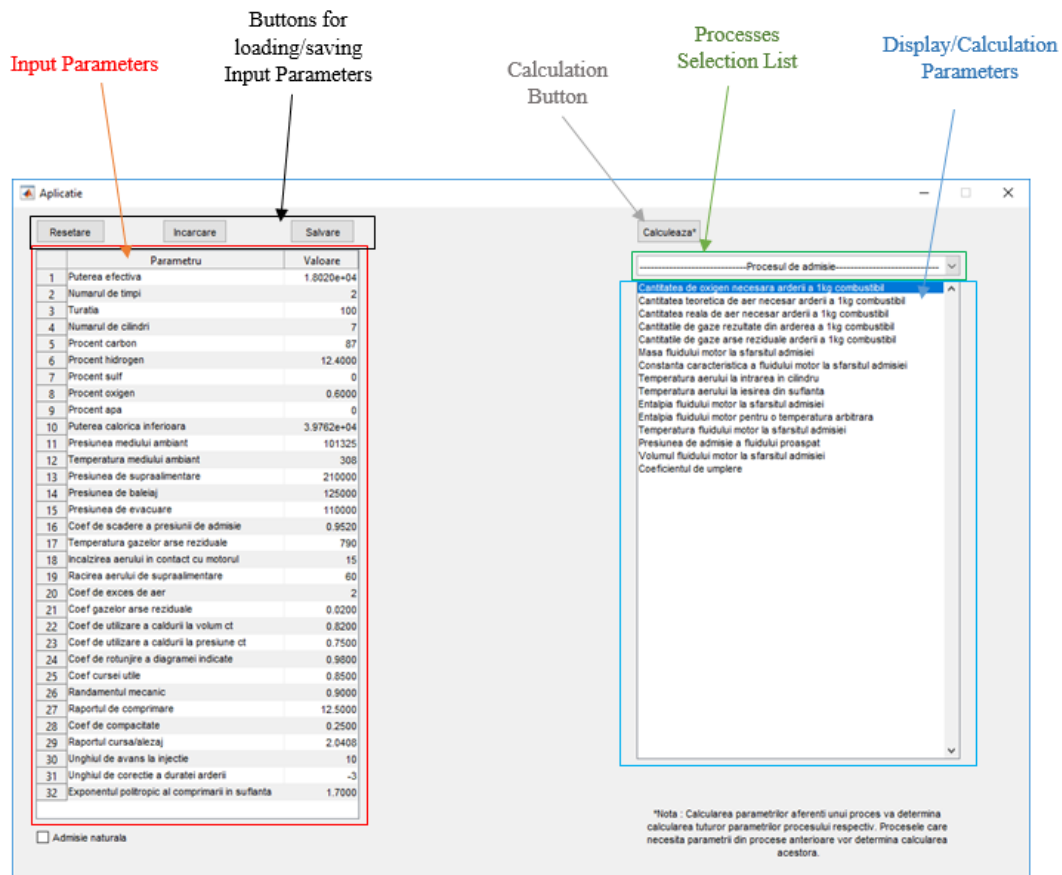 Buttons for
loading/saving
Input Parameters
Input Parameters
Calculation
Button
Processes
Selection List
Display/Calculation
Parameters
Aplicatie
Resetare Incarcare Salvare
Calculeaza*
Parametru Valoare
1 Puterea efectiva 1.8020e+04
2 Numarul de timpi 2
3 Turatia 100
4 Numarul de cilindri 7
5 Procent carbon 87
6 Procent hidrogen 12.4000
7 Procent sulf 0
8 Procent oxigen 0.6000
9 Procent apa 0
10 Puterea calorica inferioara 3.9762e+04
11 Presiunea mediului ambiant 101325
12 Temperatura mediului ambiant 308
13 Presiunea de supraalimentare 210000
14 Presiunea de baleiaj 125000
15 Presiunea de evacuare 110000
16 Coef de scadere a presiunii de admisie 0.9520
17 Temperatura gazelor arse reziduale 790
18 Incalzirea aerului in contact cu motorul 15
19 Racirea aerului de supraalimentare 60
20 Coef de exces de aer 2
21 Coef gazelor arse reziduale 0.0200
22 Coef de utilizare a caldurii la volum ct 0.8200
23 Coef de utilizare a caldurii la presiune ct 0.7500
24 Coef de rotunjire a diagramei indicate 0.9800
25 Coef cursei utile 0.8500
26 Randamentul mecanic 0.9000
27 Raportul de comprimare 12.5000
28 Coef de compacitate 0.2500
29 Raportul cursa/alezaj 2.0408
30 Unghiul de avans la injectie 10
31 Unghiul de corectie a duratei arderii -3
32 Exponentul politropic al comprimarii in suflanta 1.7000
Admisie naturala
------------------------------Procesul de admisie------------------------------
Cantitatea de oxigen necesara arderii a 1kg combustibil
Cantitatea teoretica de aer necesar arderii a 1kg combustibil
Cantitatea reala de aer necesar arderii a 1kg combustibil
Cantitatile de gaze rezultate din arderea a 1kg combustibil
Cantitatile de gaze arse reziduale arderii a 1kg combustibil
Masa fluidului motor la sfarsitul admisiei
Constanta caracteristica a fluidului motor la sfarsitul admisiei
Temperatura aerului la intrarea in cilindru
Temperatura aerului la iesirea din suflanta
Entalpia fluidului motor la sfarsitul admisiei
Entalpia fluidului motor pentru o temperatura arbitrara
Temperatura fluidului motor la sfarsitul admisiei
Presiunea de admisie a fluidului proaspat
Volumul fluidului motor la sfarsitul admisiei
Coeficientul de umplere
*Nota : Calcularea parametrilor aferenti unui proces va determina
calcularea tuturor parametrilor procesului respectiv. Procesele care
necesita parametrii din procese anterioare vor determina calcularea
acestora.